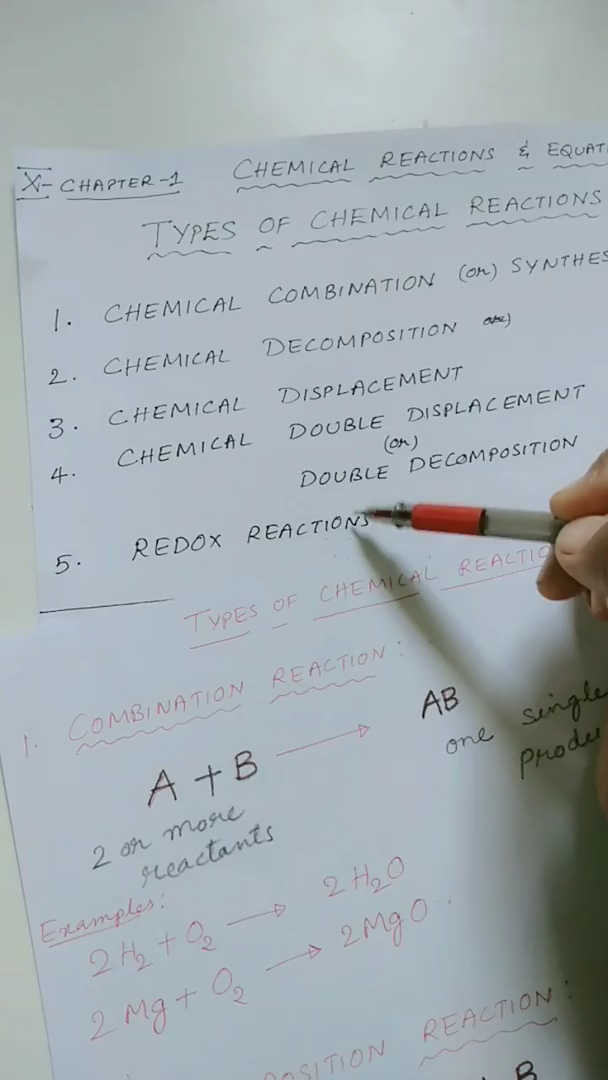 X- CHAPTER-1 CHEMICAL REACTIONS & EQUAT
TYPES OF CHEMICAL REACTIONS
1. CHEMICAL COMBINATION (or) SYNTHES
2. CHEMICAL DECOMPOSITION
3. CHEMICAL DISPLACEMENT
4. CHEMICAL DOUBLE DISPLACEMENT
(or)
DOUBLE DECOMPOSITION
5. REDOX REACTIONS
TYPES OF CHEMICAL REACTIO
1. COMBINATION REACTION:
A + B → AB
2 or more reactants
one single produ
Examples:
2H₂ + O₂ → 2H₂O
2Mg + O₂ → 2MgO.
OSITION REACTION:
B